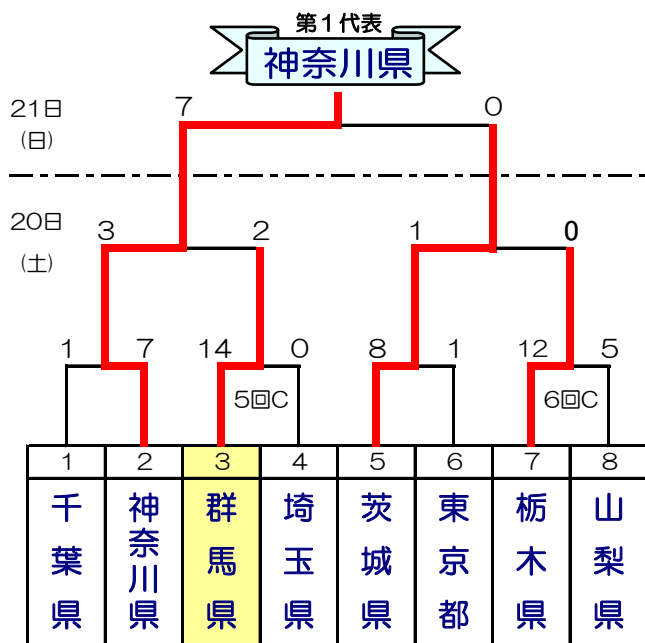 第１代表
神奈川県
21日
(日)
7
0
20日
(土)
3
2
1
0
1
7
14
0
8
1
12
5
5回C
6回C
1
2
3
4
5
6
7
8
千葉県
神奈川県
群馬県
埼玉県
茨城県
東京都
栃木県
山梨県